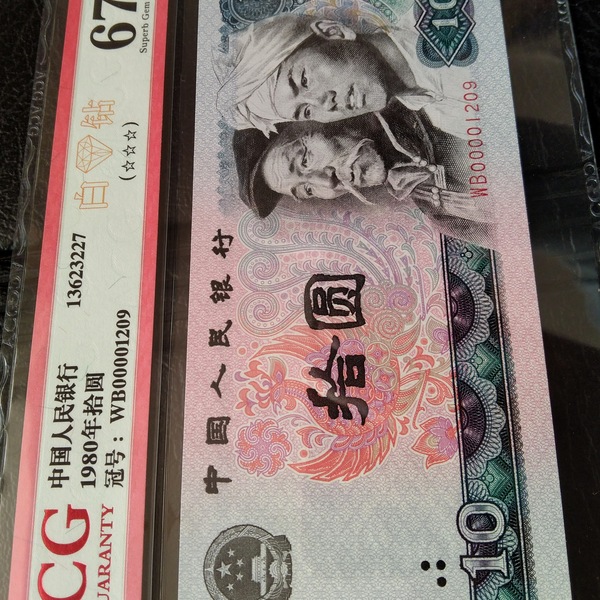 中国人民银行
1980年拾圆
冠号：WB00001209
13623227
白 钻
(☆☆☆)
67
Superb Gem
CG
UARANTY
中国人民银行
拾圆
10
10
WB00001209